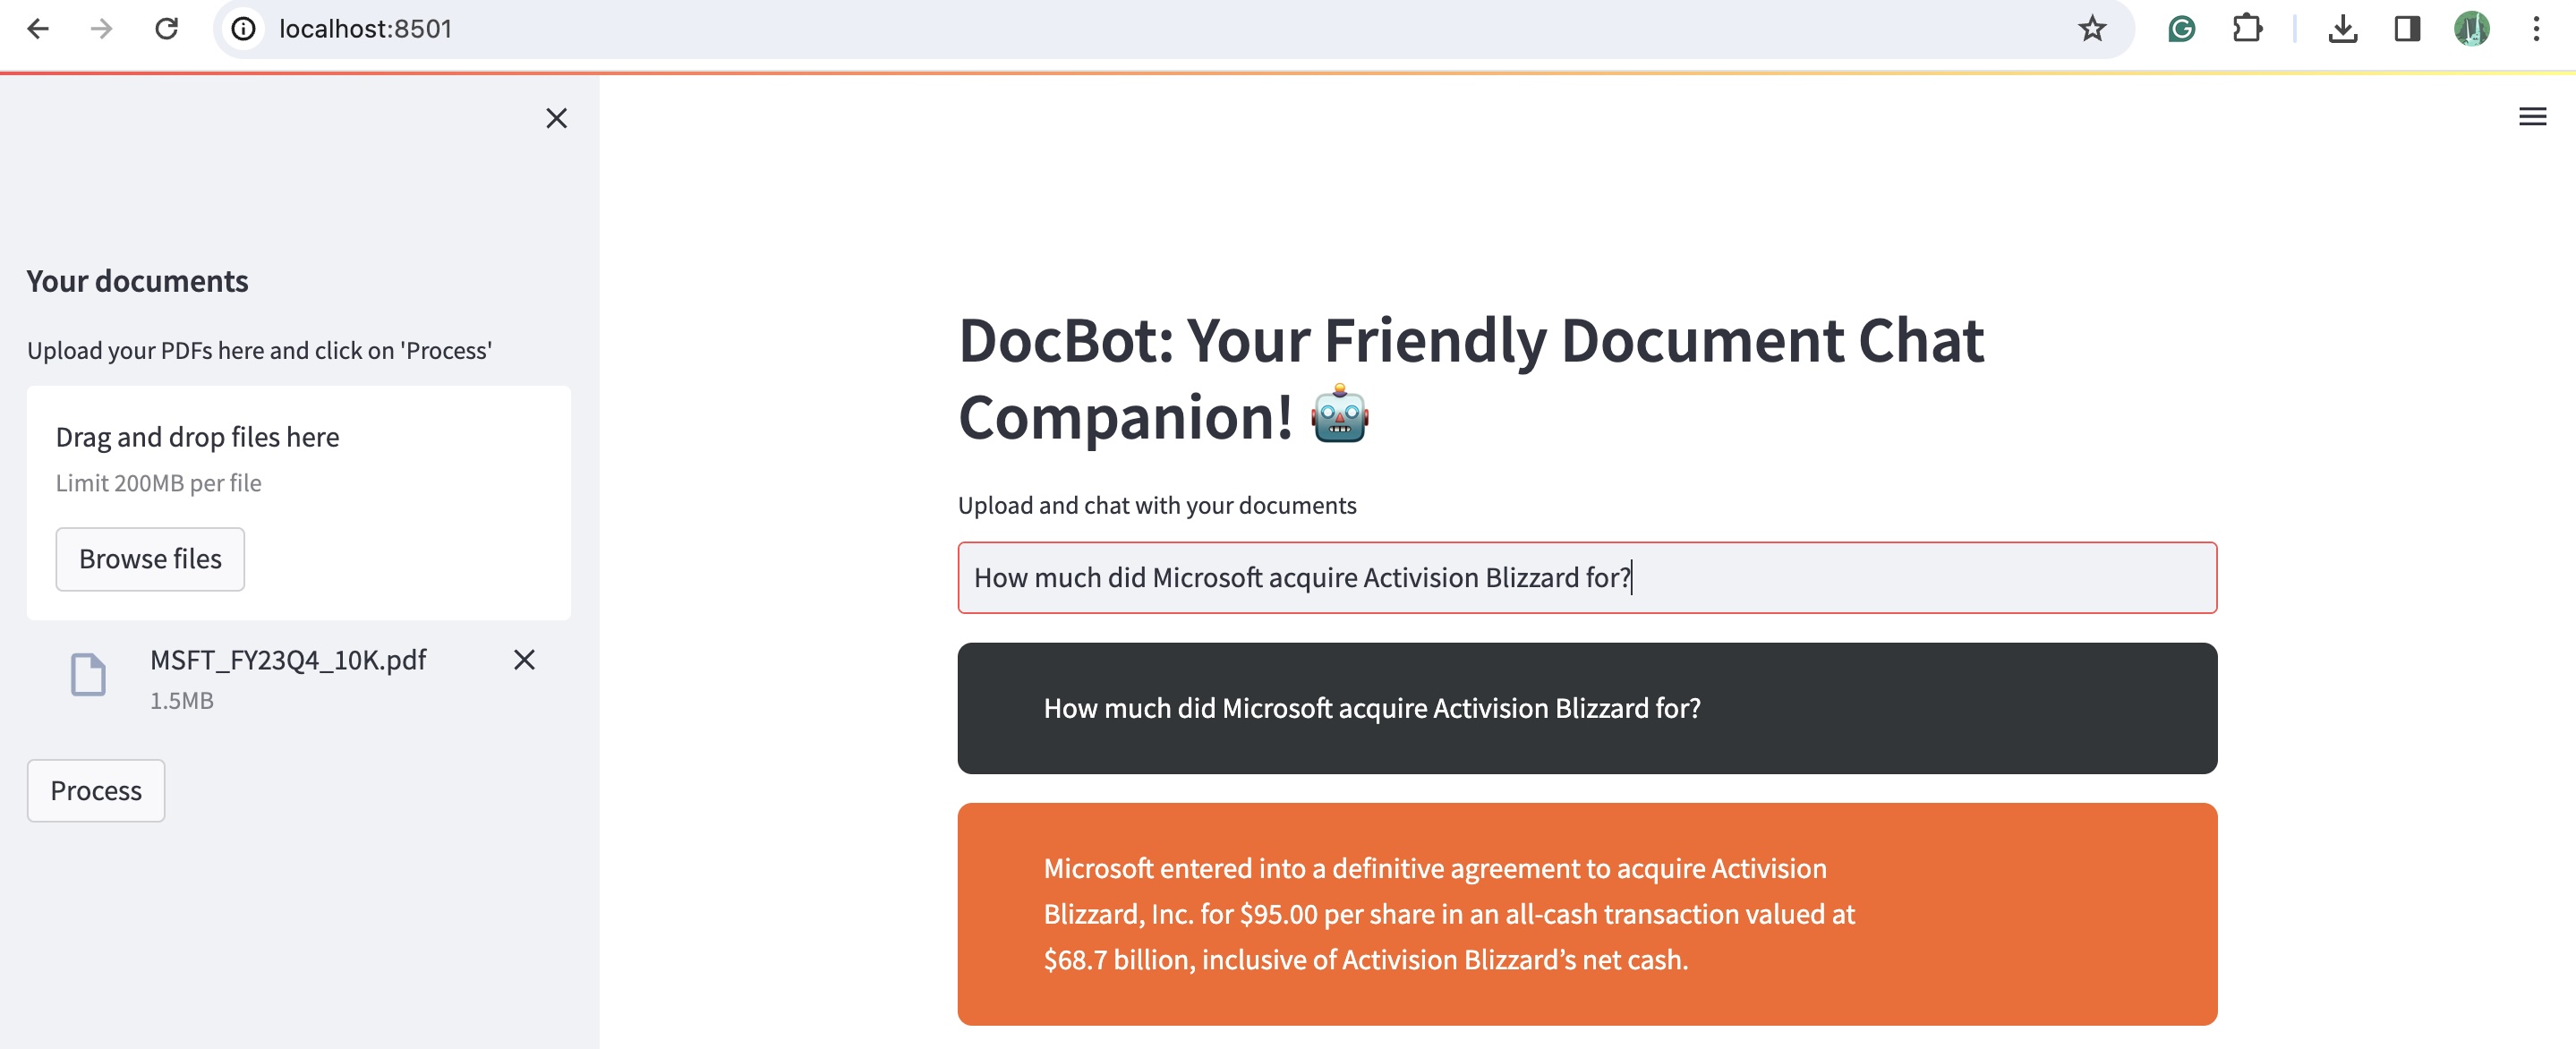 localhost:8501
Your documents
Upload your PDFs here and click on 'Process'
Drag and drop files here
Limit 200MB per file
Browse files
MSFT_FY23Q4_10K.pdf
1.5MB
Process
DocBot: Your Friendly Document Chat
Companion! 🤖
Upload and chat with your documents
How much did Microsoft acquire Activision Blizzard for?
How much did Microsoft acquire Activision Blizzard for?
Microsoft entered into a definitive agreement to acquire Activision
Blizzard, Inc. for $95.00 per share in an all-cash transaction valued at
$68.7 billion, inclusive of Activision Blizzard’s net cash.